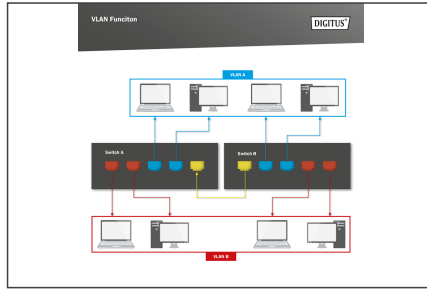 VLAN Funciton
DIGITUS®
VLAN A
Switch A
Switch B
VLAN B